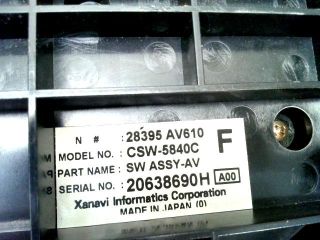 N # : 28395 AV610
MODEL NO. : CSW-5840C F
PART NAME : SW ASSY-AV
SERIAL NO. : 20638690H A00
Xanavi Informatics Corporation
MADE IN JAPAN (O)